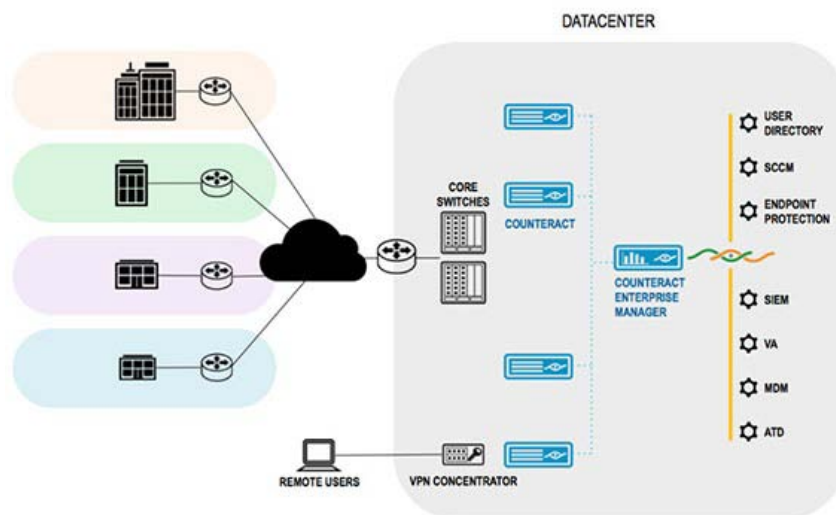 DATACENTER
CORE
SWITCHES
COUNTERACT
COUNTERACT
ENTERPRISE
MANAGER
USER
DIRECTORY
SCCM
ENDPOINT
PROTECTION
SIEM
VA
MDM
ATD
REMOTE USERS
VPN CONCENTRATOR